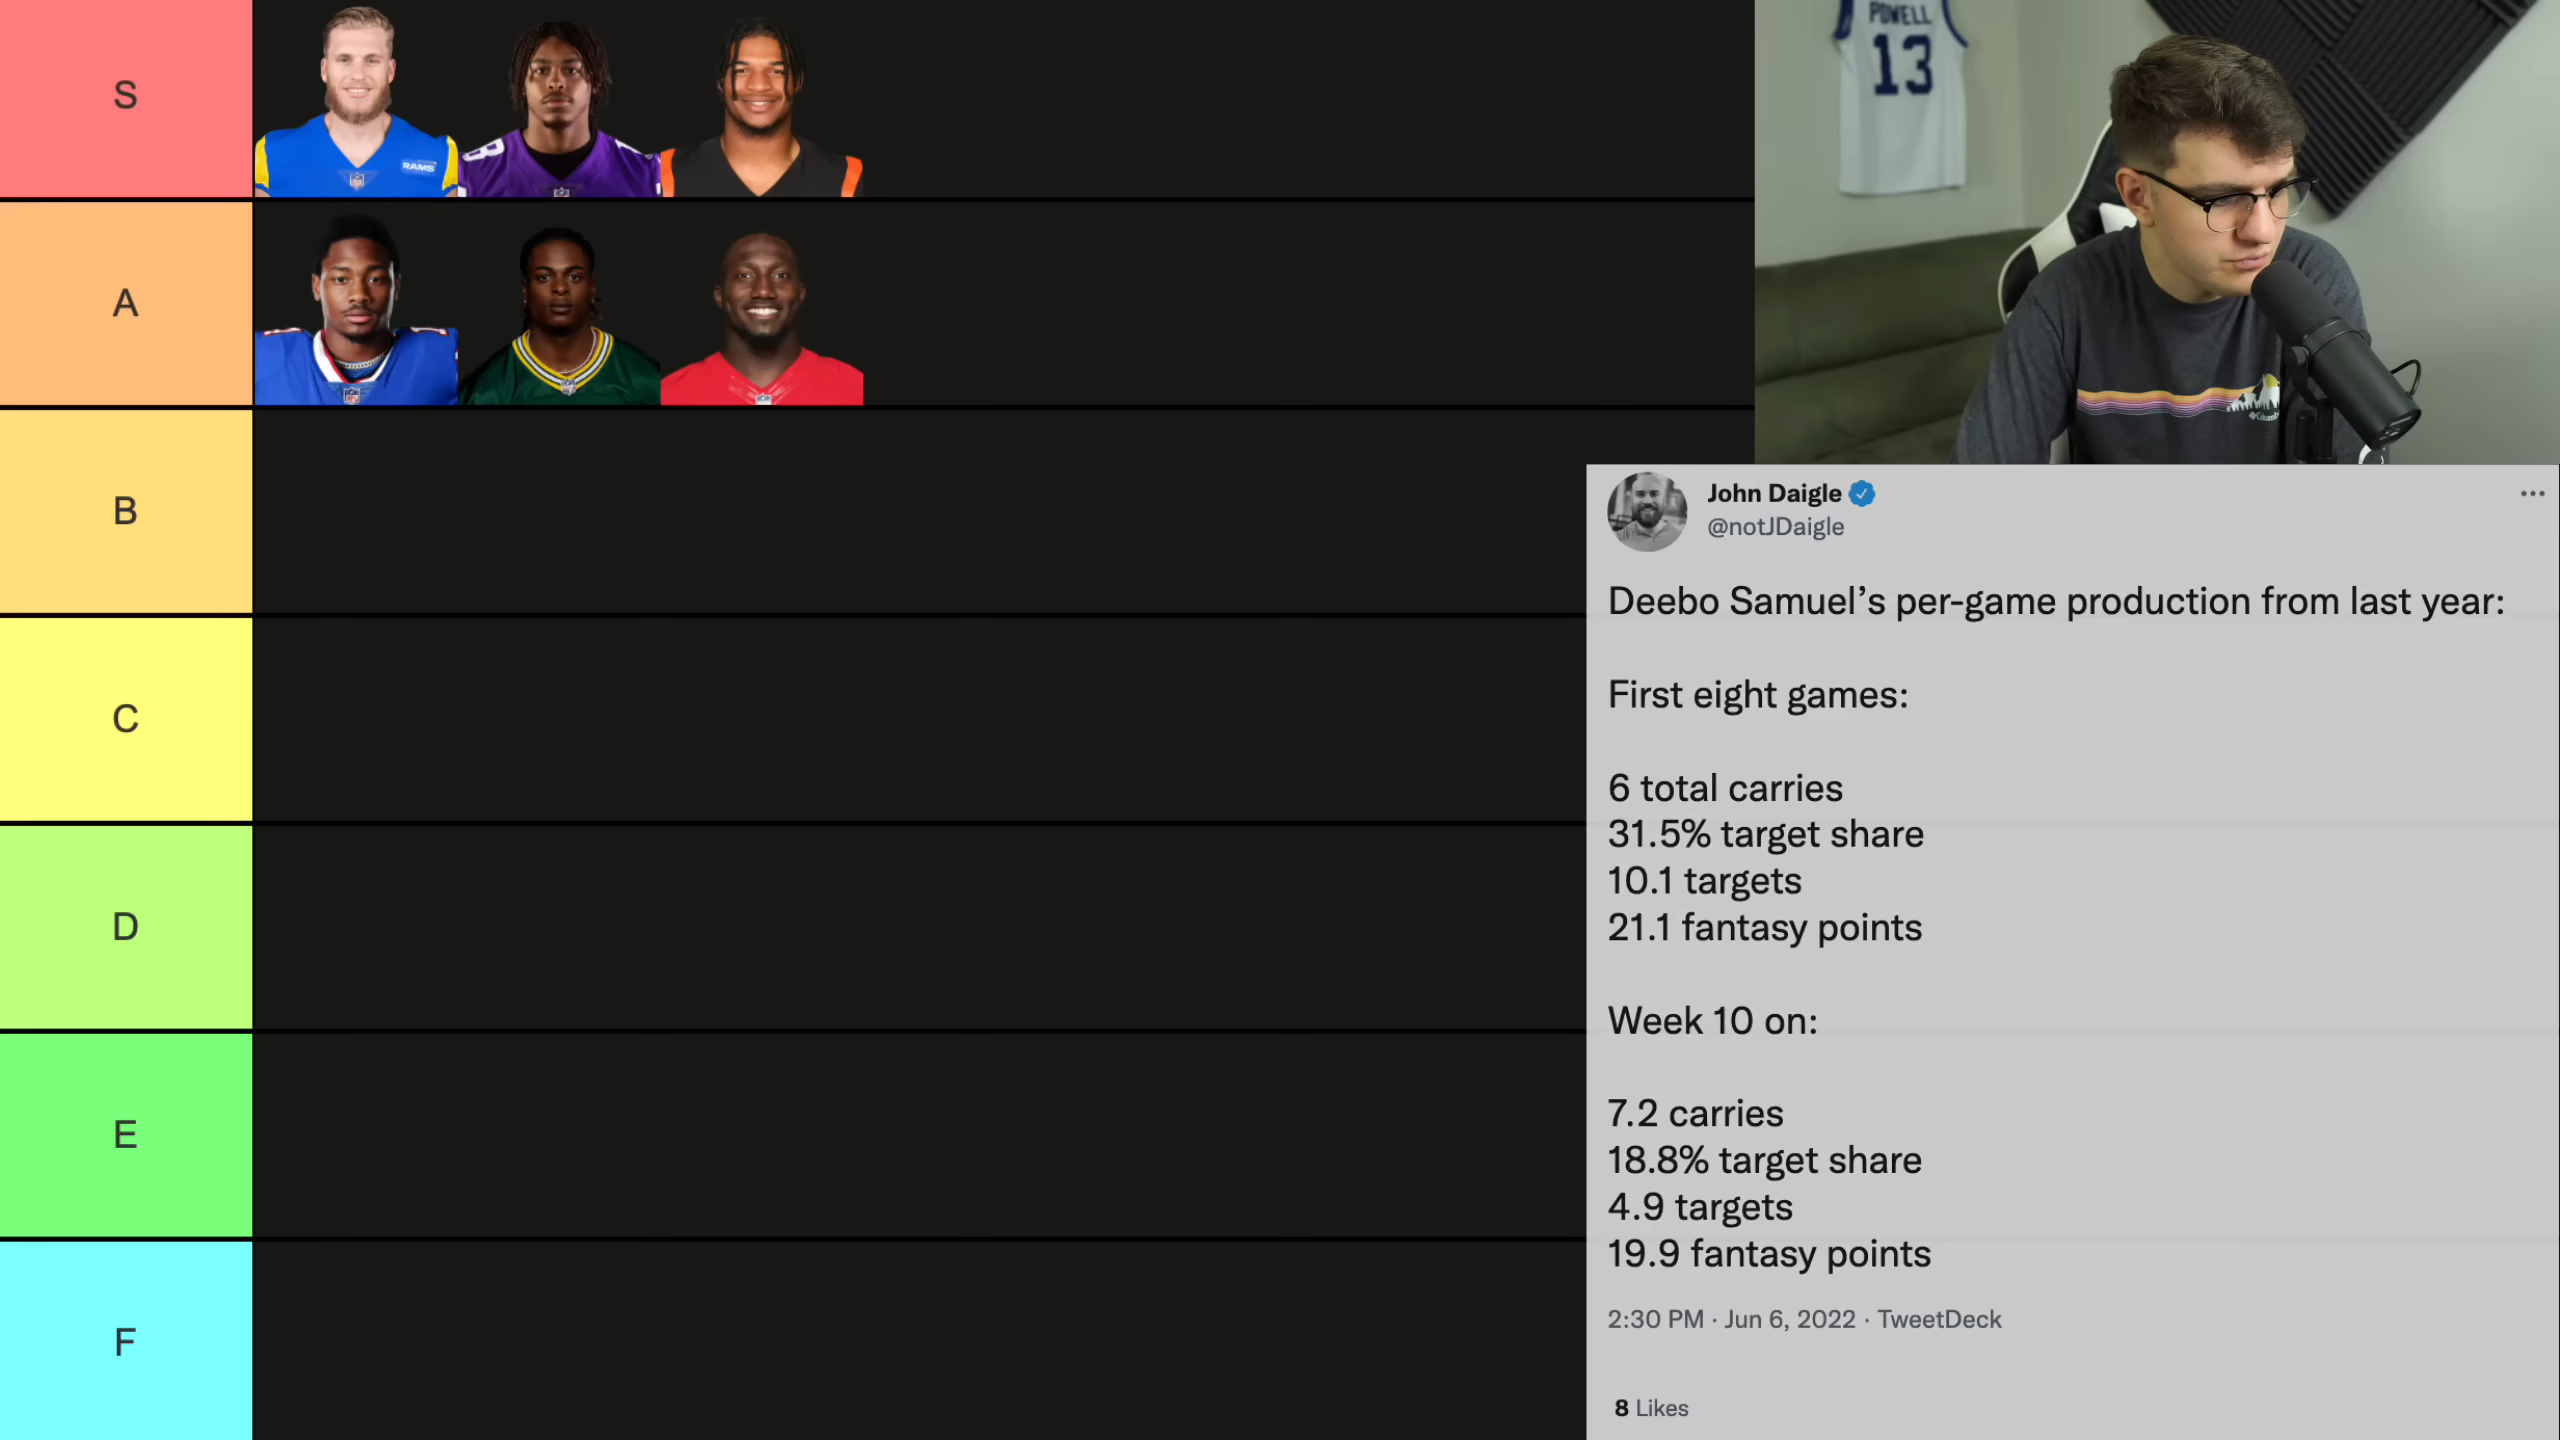 S
RAMS
A
B
C
D
E
F
POWELL
13
Columbia
John Daigle
@notJDaigle
Deebo Samuel's per-game production from last year:
First eight games:
6 total carries
31.5% target share
10.1 targets
21.1 fantasy points
Week 10 on:
7.2 carries
18.8% target share
4.9 targets
19.9 fantasy points
2:30 PM · Jun 6, 2022 · TweetDeck
8 Likes